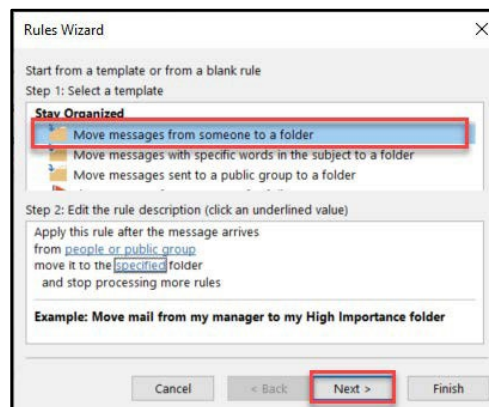 Rules Wizard
Start from a template or from a blank rule
Step 1: Select a template
Stay Organized
Move messages from someone to a folder
Move messages with specific words in the subject to a folder
Move messages sent to a public group to a folder
Step 2: Edit the rule description (click an underlined value)
Apply this rule after the message arrives
from people or public group
move it to the specified folder
and stop processing more rules
Example: Move mail from my manager to my High Importance folder
Cancel < Back Next > Finish